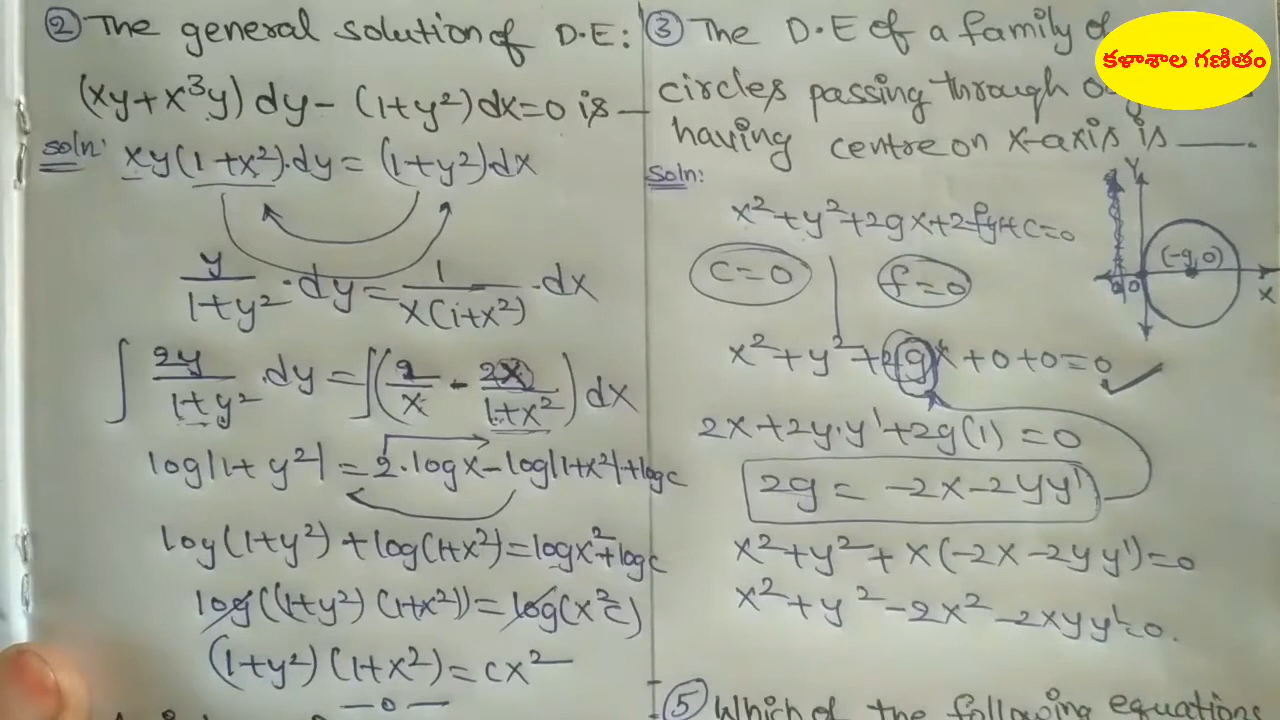 ② The general solution of D.E:
(xy+x³y) dy - (1+y²)dx=0 is —
soln: xy(1+x²)·dy = (1+y²)·dx
y/(1+y²) · dy = 1/(x(1+x²)) · dx
∫ 2y/(1+y²) · dy = ∫(2/x - 2x/(1+x²)) dx
log|1+y²| = 2·logx - log|1+x²| + logc
log(1+y²) + log(1+x²) = logx² + logc
log((1+y²)(1+x²)) = log(x²c)
(1+y²)(1+x²) = cx²
—0—
③ The D.E of a family of
కళాశాల గణితం
circles passing through
having centre on x-axis is —.
Soln:
x²+y²+2gx+2fy+c=0
c=0 f=0
x²+y²+2gx+0+0=0
2x+2y·y'+2g(1)=0
2g = -2x-2yy'
x²+y²+x(-2x-2yy')=0
x²+y²-2x²-2xyy'=0.
Y
(-g,0)
0
X
⑤ Which of the following equations